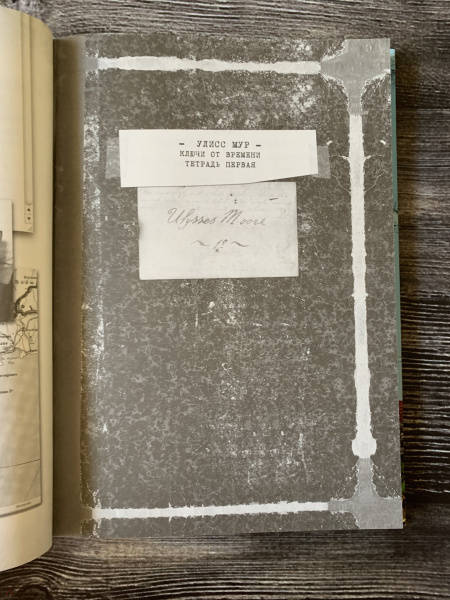 - УЛИСС МУР -
КЛЮЧИ ОТ ВРЕМЕНИ
ТЕТРАДЬ ПЕРВАЯ
Ulysses Moore